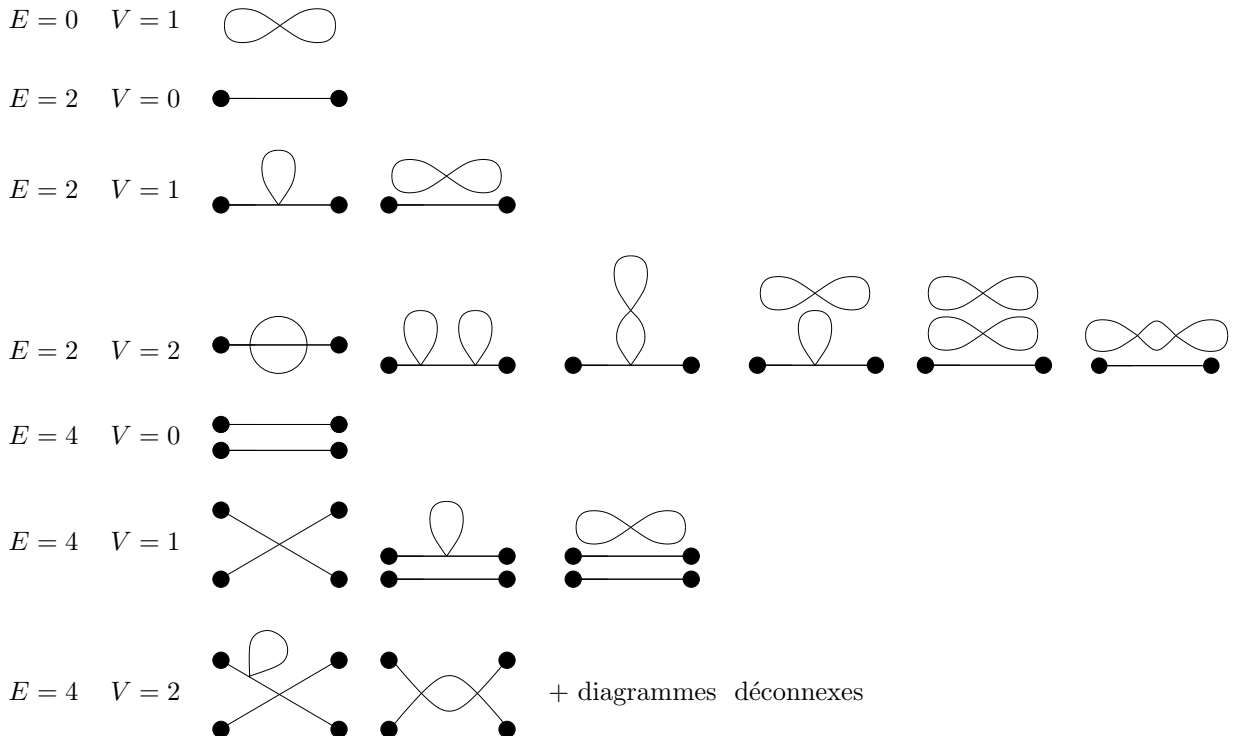 E = 0 V = 1
E = 2 V = 0
E = 2 V = 1
E = 2 V = 2
E = 4 V = 0
E = 4 V = 1
E = 4 V = 2 + diagrammes déconnexes